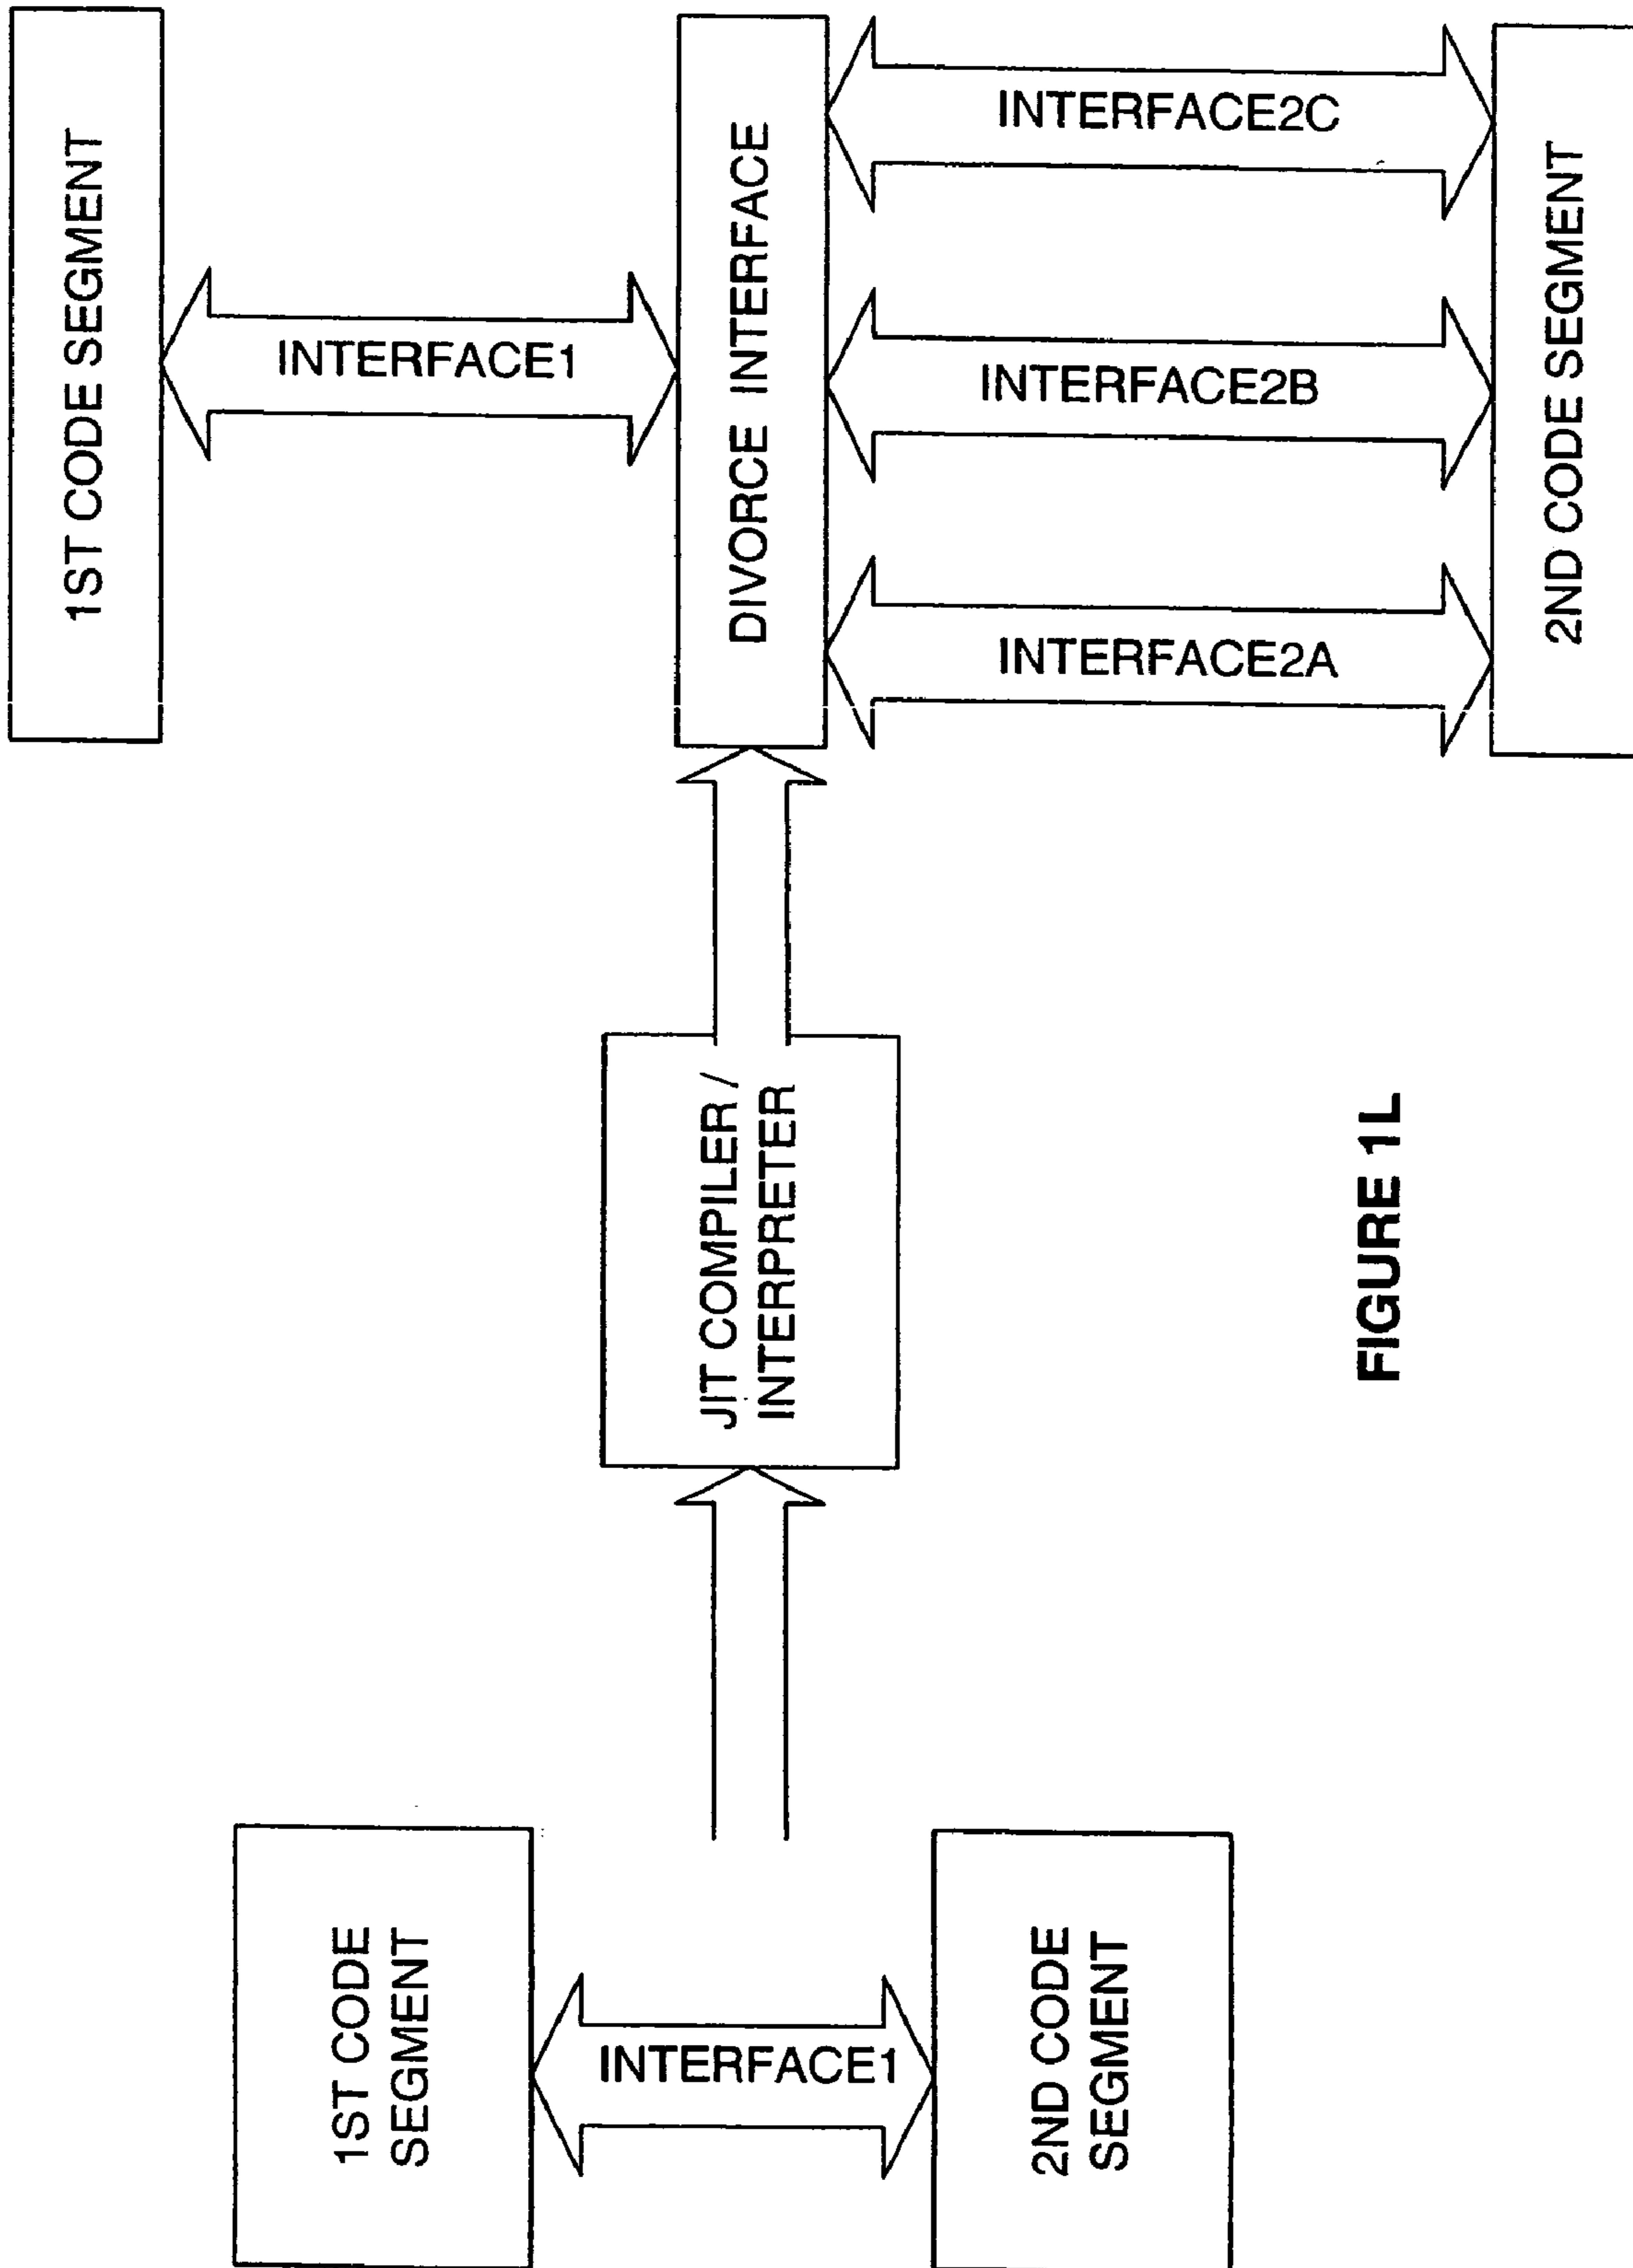 1ST CODE
SEGMENT
INTERFACE1
2ND CODE
SEGMENT
JIT COMPILER /
INTERPRETER
1ST CODE SEGMENT
INTERFACE1
DIVORCE INTERFACE
INTERFACE2A
INTERFACE2B
INTERFACE2C
2ND CODE SEGMENT
FIGURE 1L